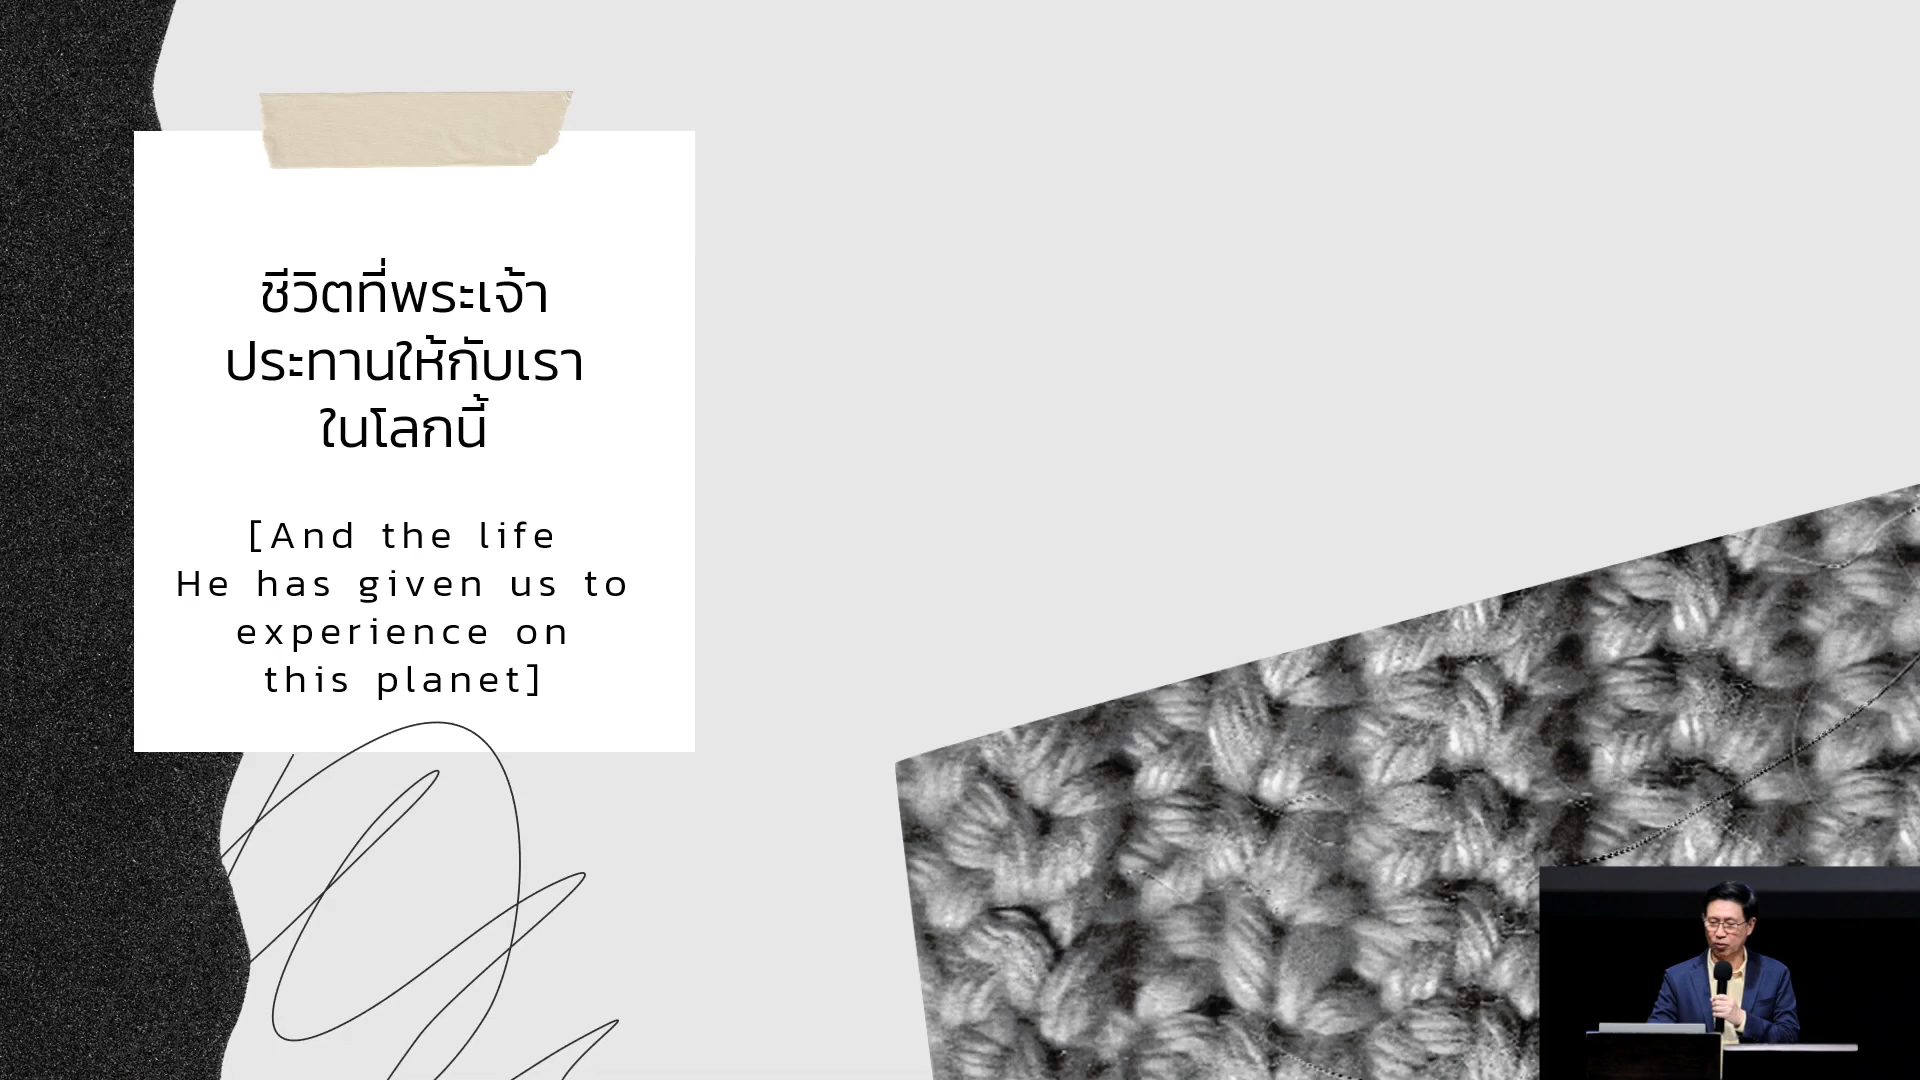 ชีวิตที่พระเจ้า
ประทานให้กับเรา
ในโลกนี้
[And the life
He has given us to
experience on
this planet]